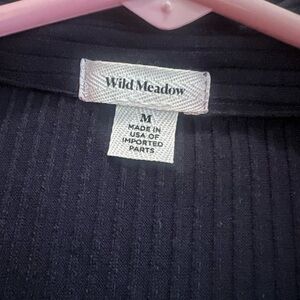 Wild Meadow
M
MADE IN
USA OF
IMPORTED
PARTS